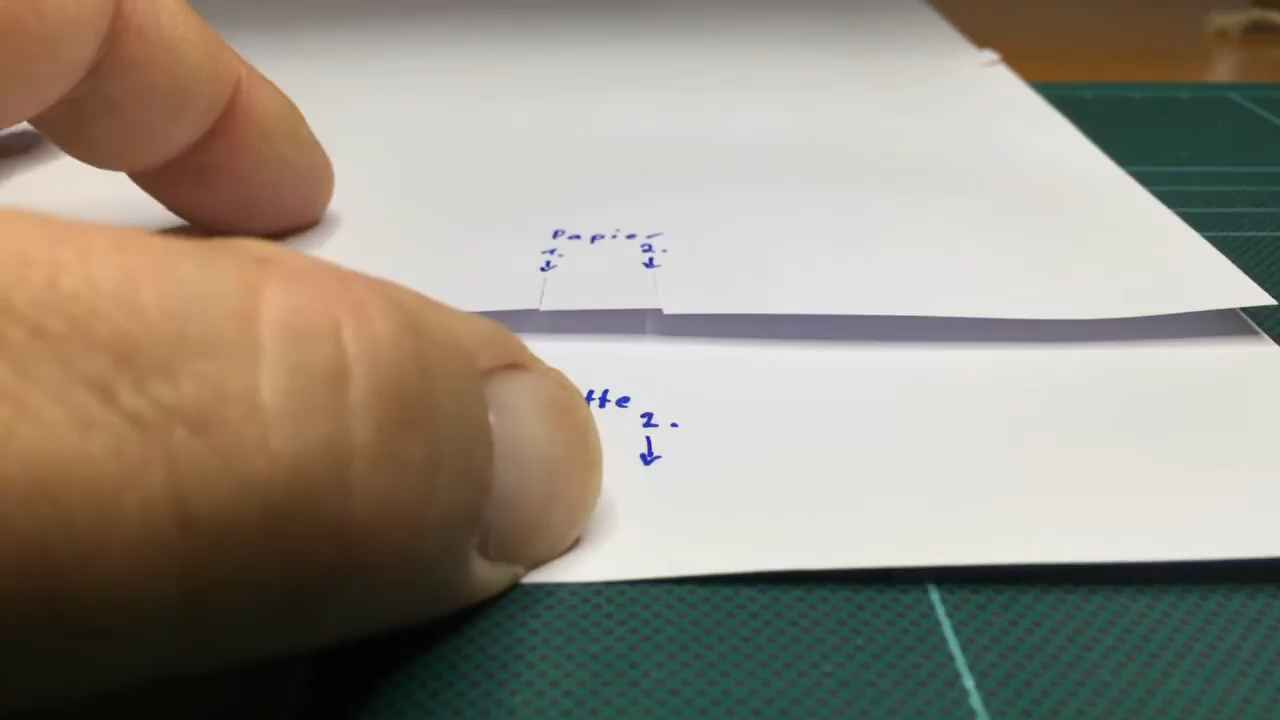 Papier
1. 2.
↓ ↓
tte
2.
↓